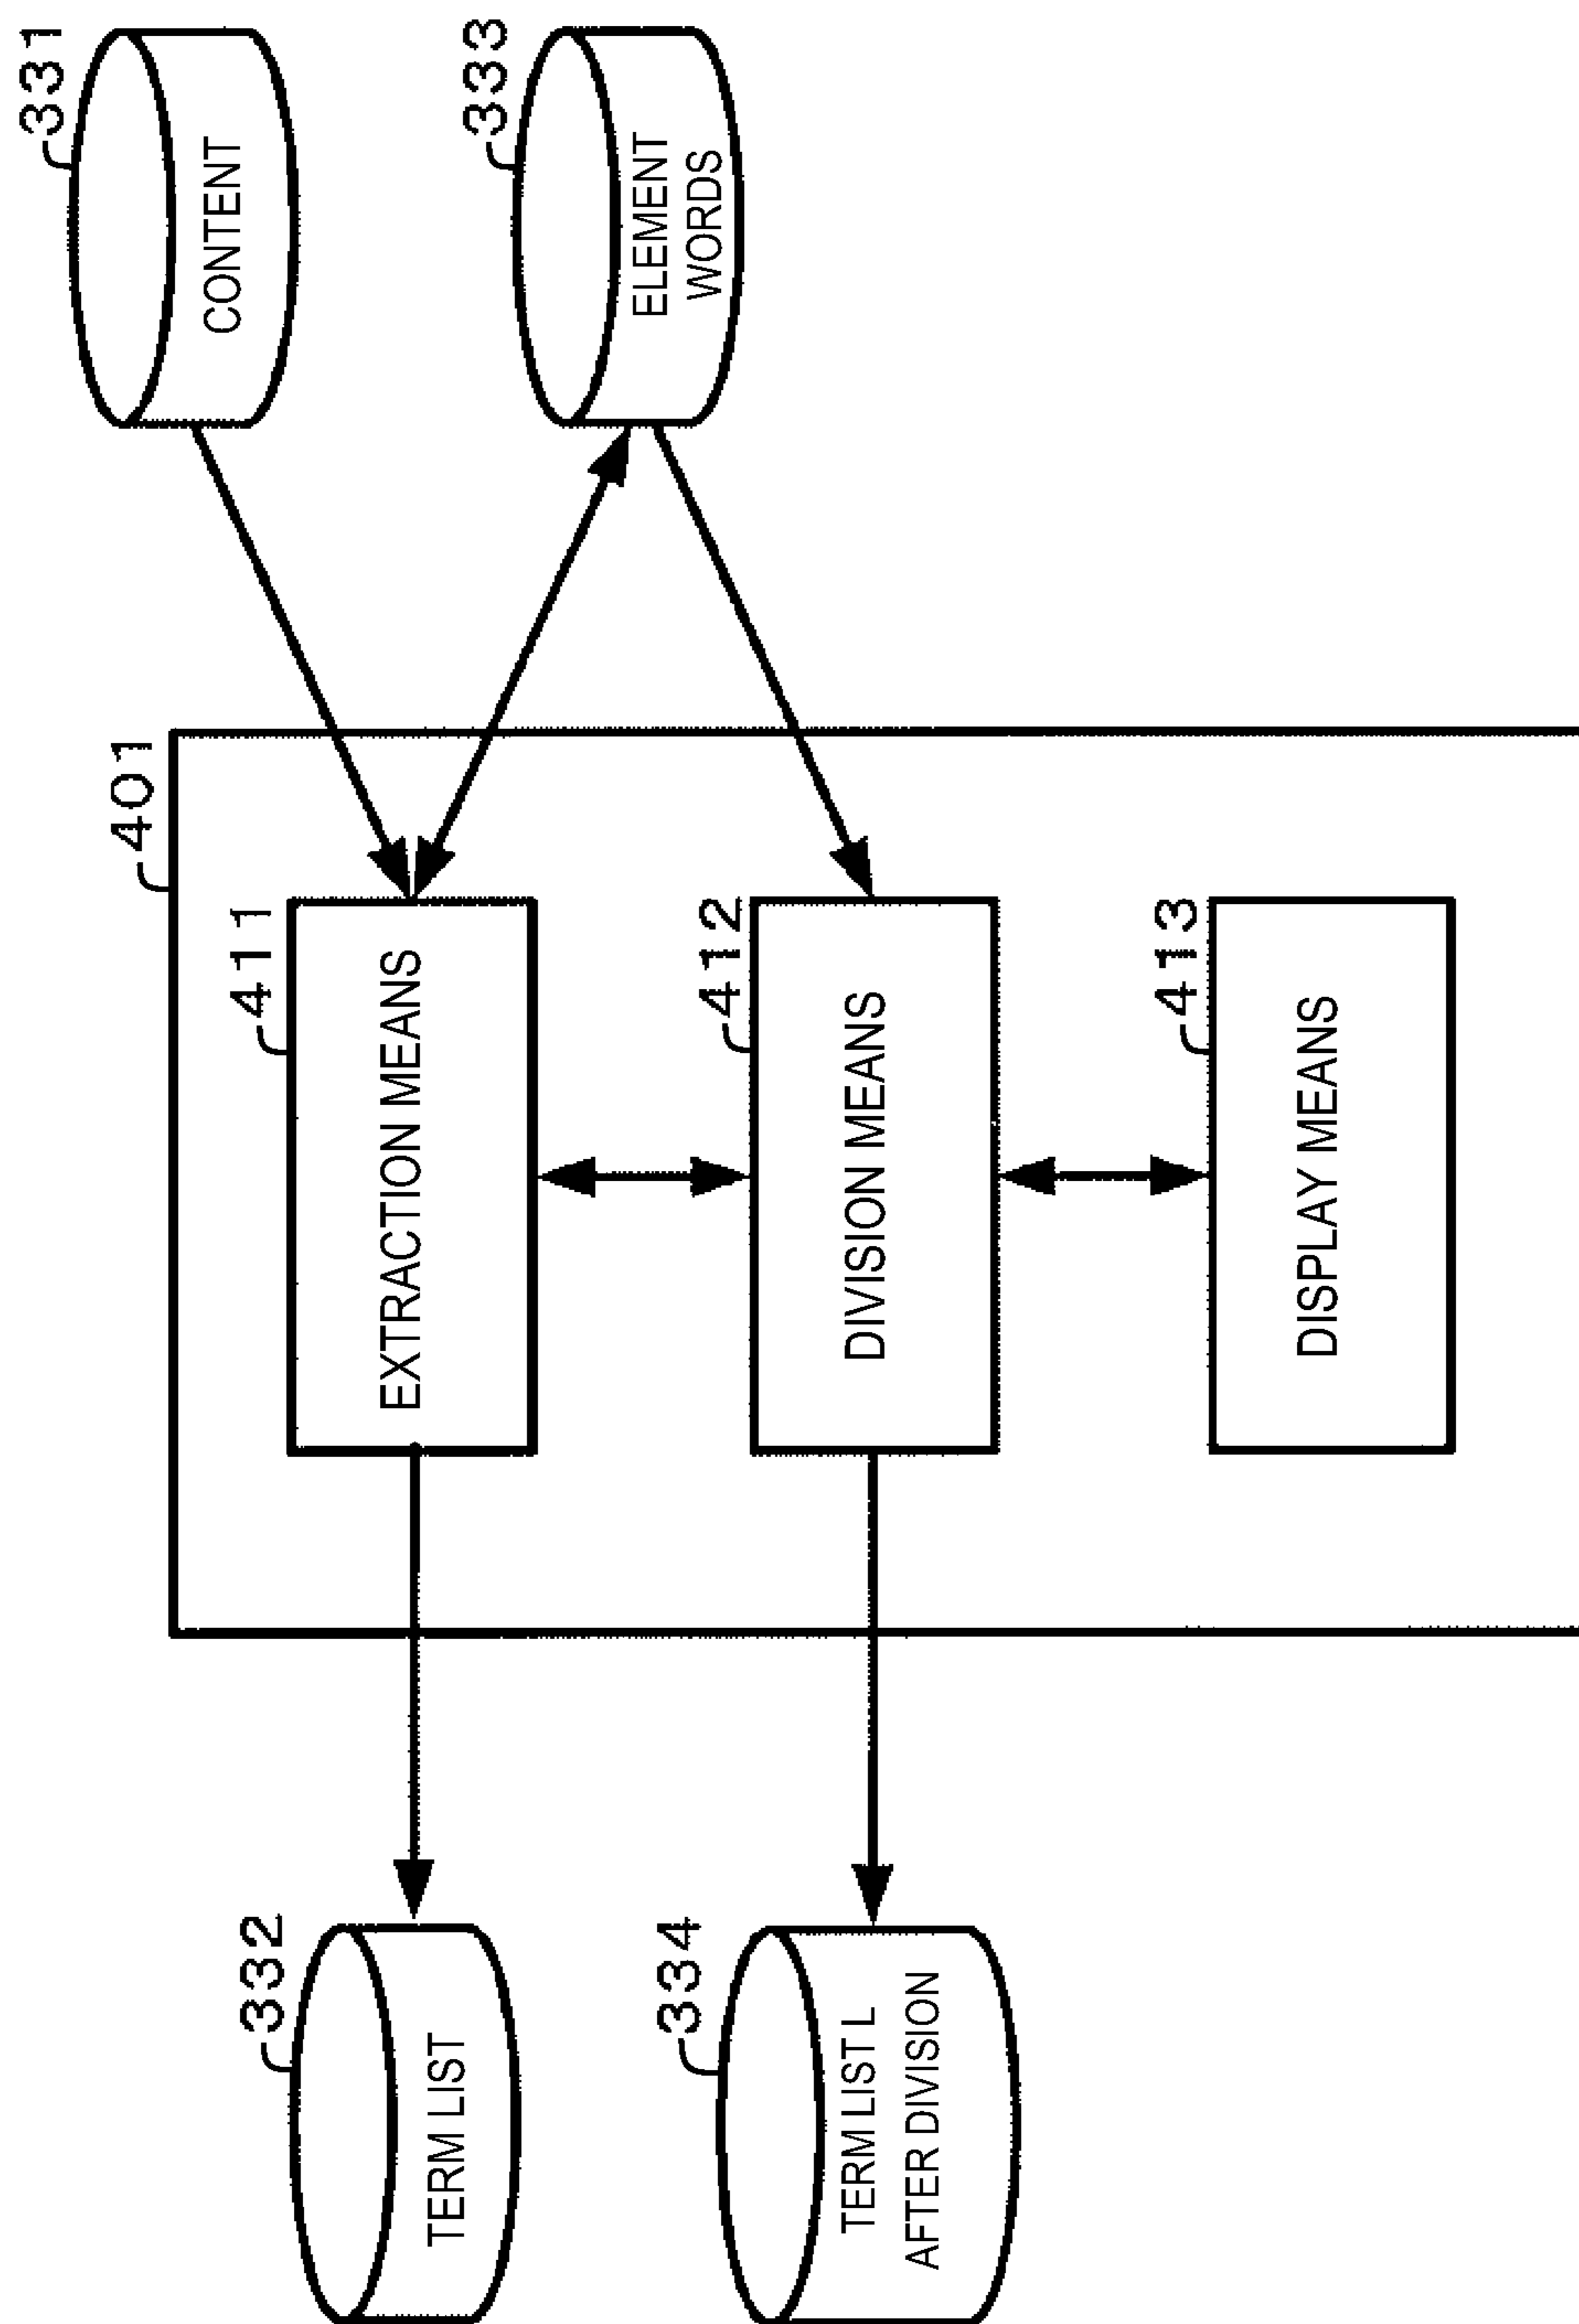 332
TERM LIST
334
TERM LIST L
AFTER DIVISION
401
411
EXTRACTION MEANS
412
DIVISION MEANS
413
DISPLAY MEANS
331
CONTENT
333
ELEMENT
WORDS